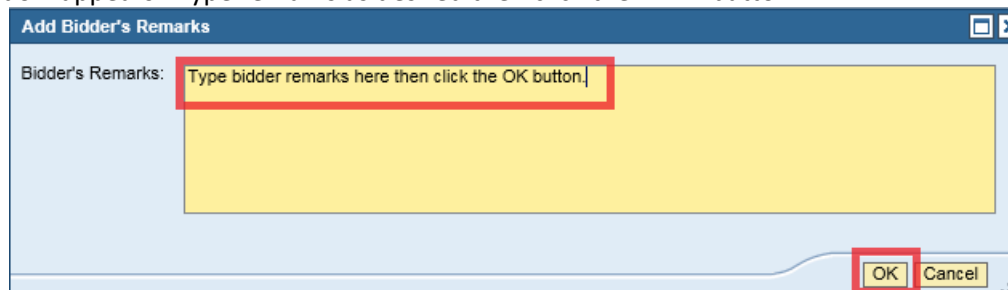 Add Bidder's Remarks
Bidder's Remarks:
Type bidder remarks here then click the OK button.
OK Cancel